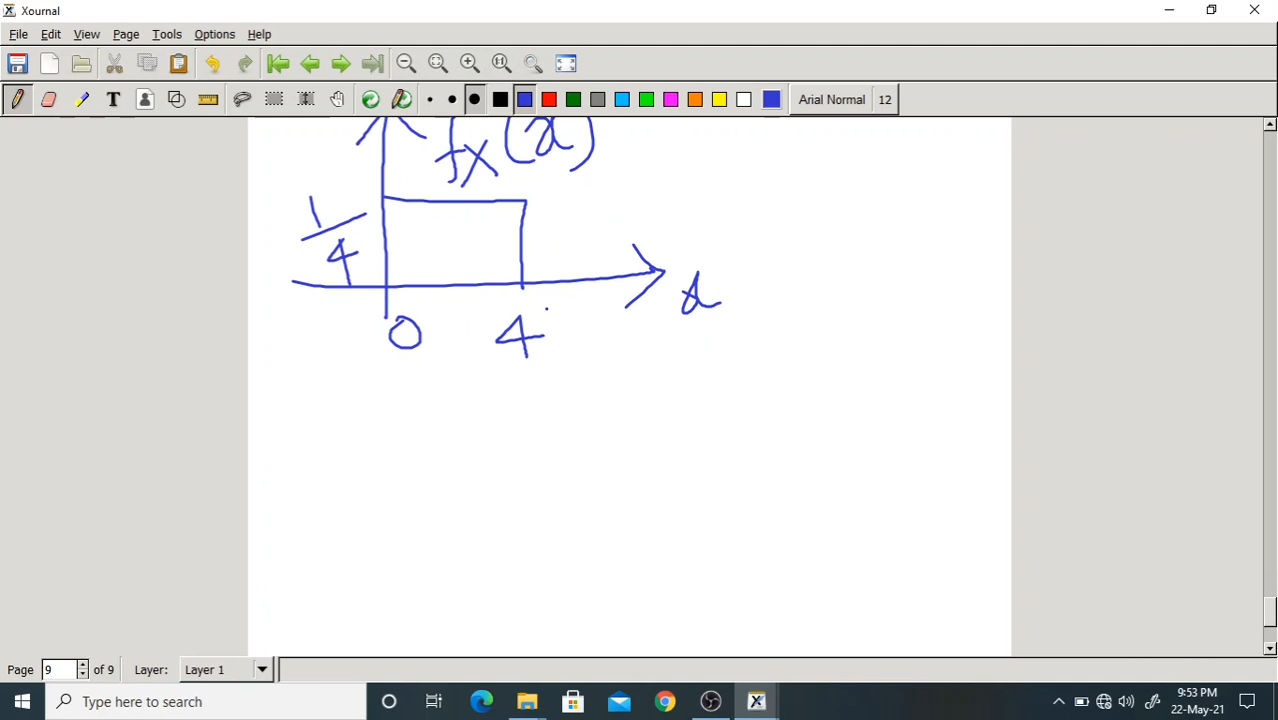 Xournal
File Edit View Page Tools Options Help
Arial Normal 12
fx(x)
1/4
x
0 4
Page 9 of 9 Layer: Layer 1
Type here to search
9:53 PM
22-May-21